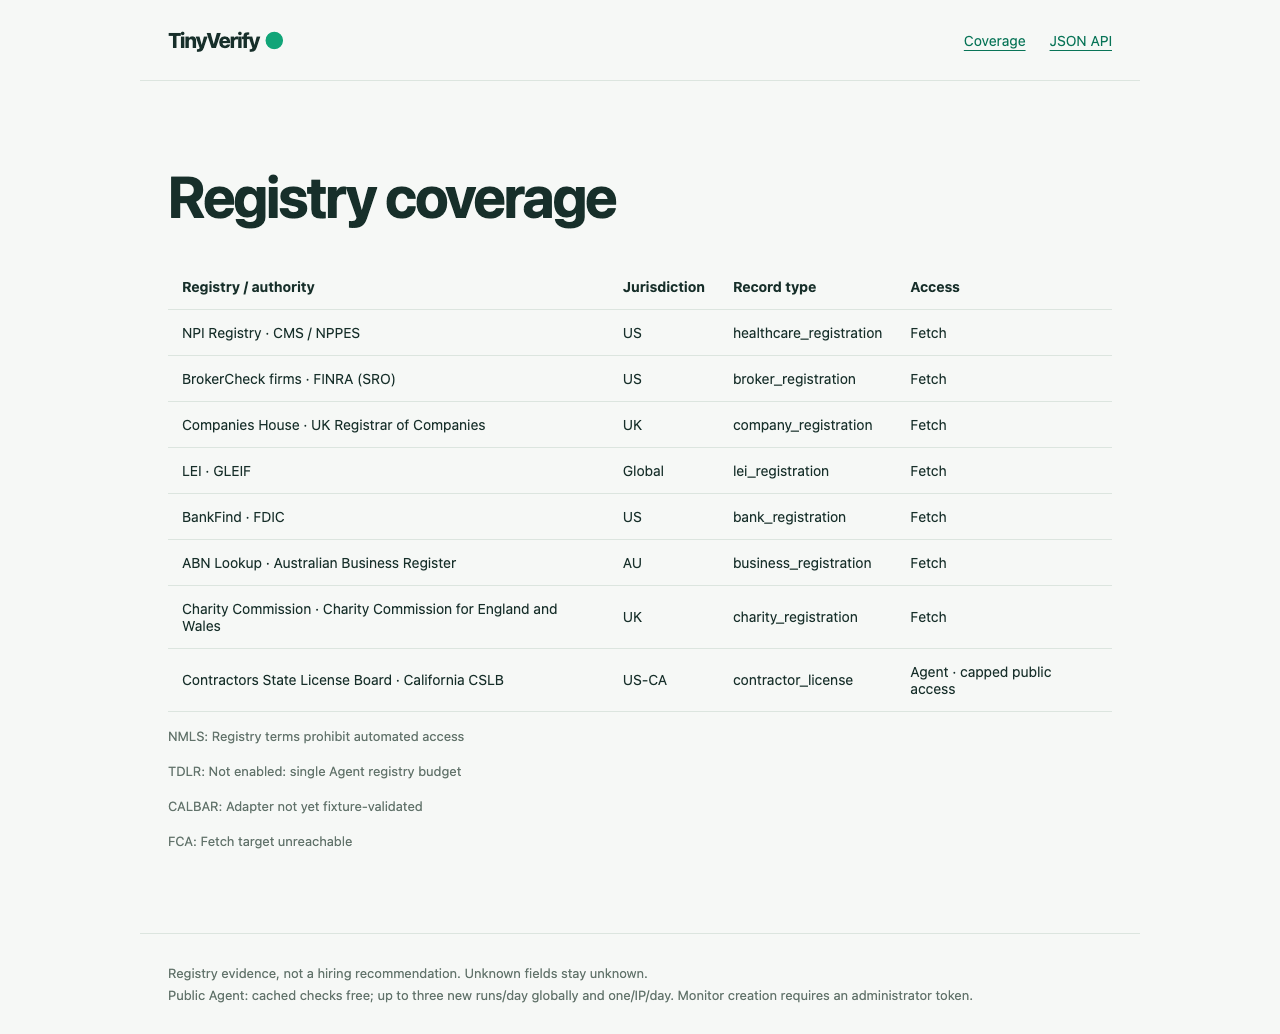 TinyVerify
Coverage JSON API
Registry coverage
Registry / authority Jurisdiction Record type Access
NPI Registry · CMS / NPPES US healthcare_registration Fetch
BrokerCheck firms · FINRA (SRO) US broker_registration Fetch
Companies House · UK Registrar of Companies UK company_registration Fetch
LEI · GLEIF Global lei_registration Fetch
BankFind · FDIC US bank_registration Fetch
ABN Lookup · Australian Business Register AU business_registration Fetch
Charity Commission · Charity Commission for England and
Wales UK charity_registration Fetch
Contractors State License Board · California CSLB US-CA contractor_license Agent · capped public
access
NMLS: Registry terms prohibit automated access
TDLR: Not enabled: single Agent registry budget
CALBAR: Adapter not yet fixture-validated
FCA: Fetch target unreachable
Registry evidence, not a hiring recommendation. Unknown fields stay unknown.
Public Agent: cached checks free; up to three new runs/day globally and one/IP/day. Monitor creation requires an administrator token.